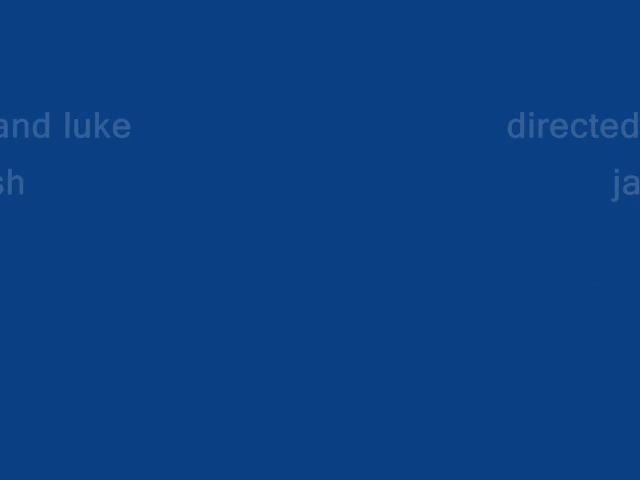 and luke
directed
sh
ja